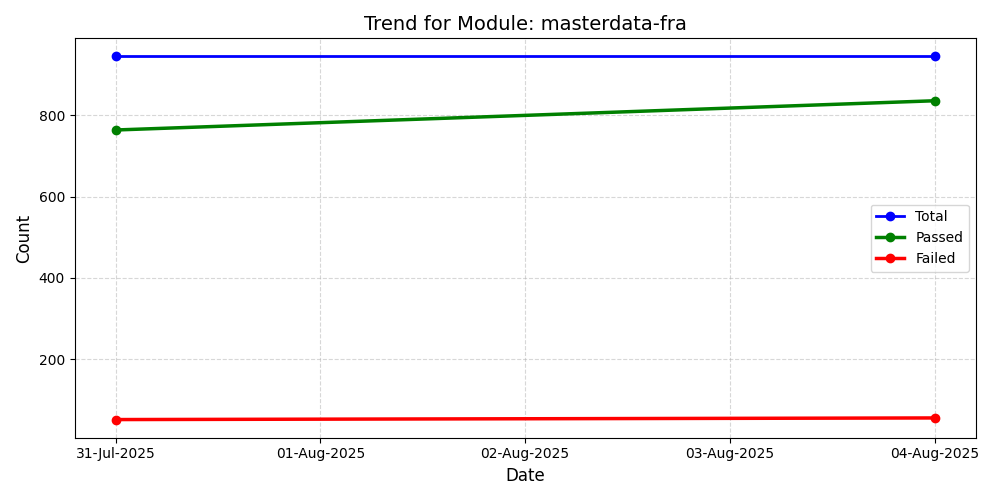 Trend for Module: masterdata-fra
Count
800
600
400
200
Total
Passed
Failed
31-Jul-2025
01-Aug-2025
02-Aug-2025
03-Aug-2025
04-Aug-2025
Date